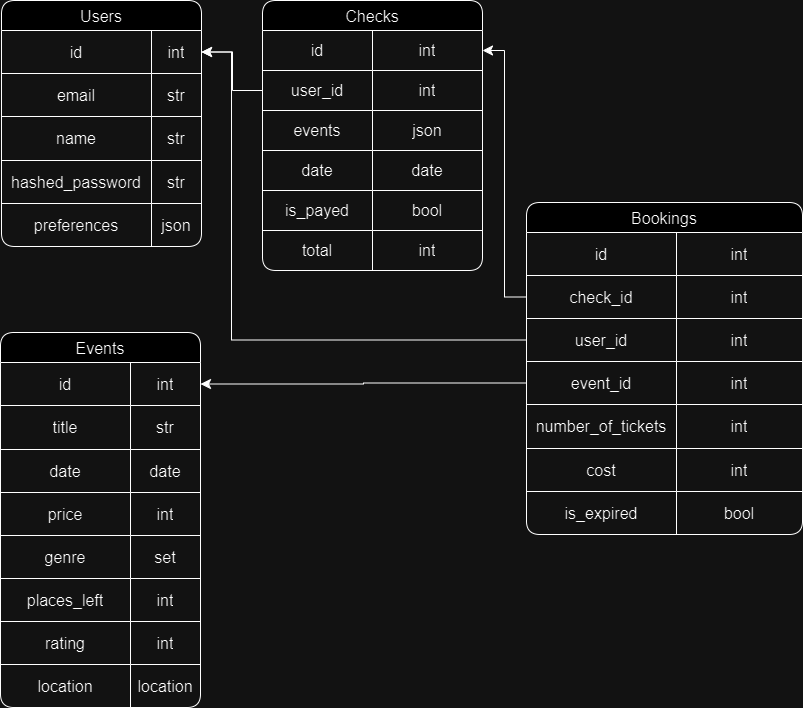 Users
id int
email str
name str
hashed_password str
preferences json
Checks
id int
user_id int
events json
date date
is_payed bool
total int
Bookings
id int
check_id int
user_id int
event_id int
number_of_tickets int
cost int
is_expired bool
Events
id int
title str
date date
price int
genre set
places_left int
rating int
location location